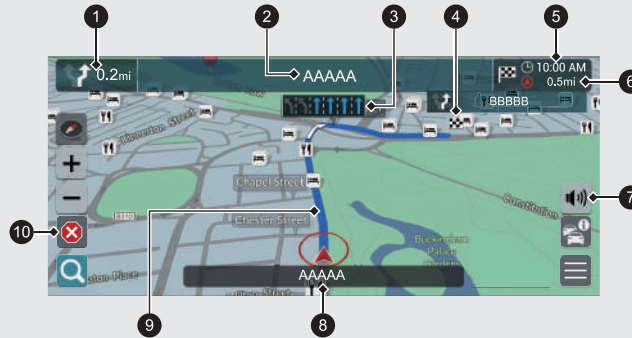 1
2
3
4
5
0.2mi
AAAAA
10:00 AM
6
0.5mi
BBBBB
Chapel Street
7
Constitution
Chester Street
10
Buckingham
Palace
AAAAA
9
8